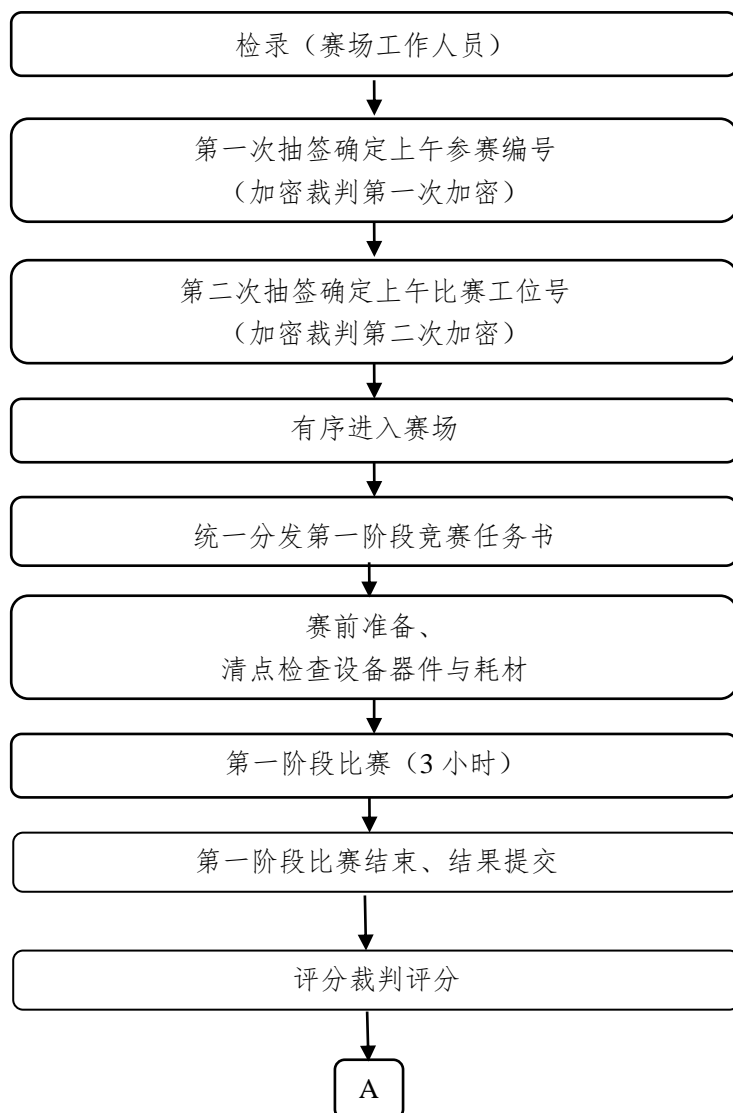 检录（赛场工作人员）
第一次抽签确定上午参赛编号
（加密裁判第一次加密）
第二次抽签确定上午比赛工位号
（加密裁判第二次加密）
有序进入赛场
统一分发第一阶段竞赛任务书
赛前准备、
清点检查设备器件与耗材
第一阶段比赛（3 小时）
第一阶段比赛结束、结果提交
评分裁判评分
A